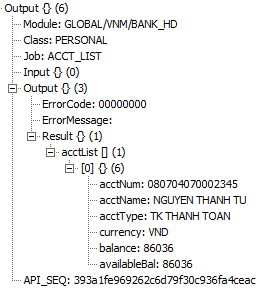 Output {} (6)
Module: GLOBAL/VNM/BANK_HD
Class: PERSONAL
Job: ACCT_LIST
Input {} (0)
Output {} (3)
ErrorCode: 00000000
ErrorMessage:
Result {} (1)
acctList [] (1)
[0] {} (6)
acctNum: 080704070002345
acctName: NGUYEN THANH TU
acctType: TK THANH TOAN
currency: VND
balance: 86036
availableBal: 86036
API_SEQ: 393a1fe969262c6d79f30c936fa4ceac